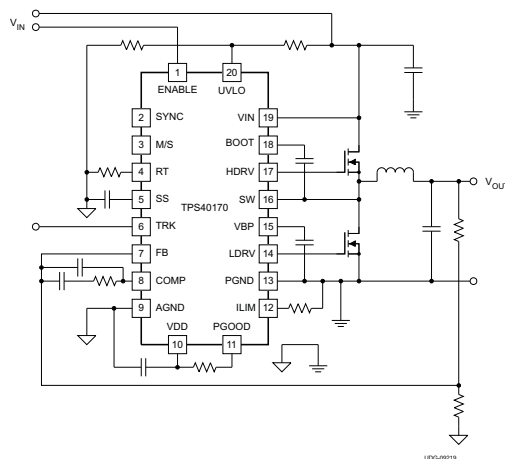 V IN
1
ENABLE
20
UVLO
2 SYNC
3 M/S
4 RT
5 SS
6 TRK
7 FB
8 COMP
9 AGND
VDD
10
PGOOD
11
TPS40170
VIN 19
BOOT 18
HDRV 17
SW 16
VBP 15
LDRV 14
PGND 13
ILIM 12
V OUT
UDG-09219